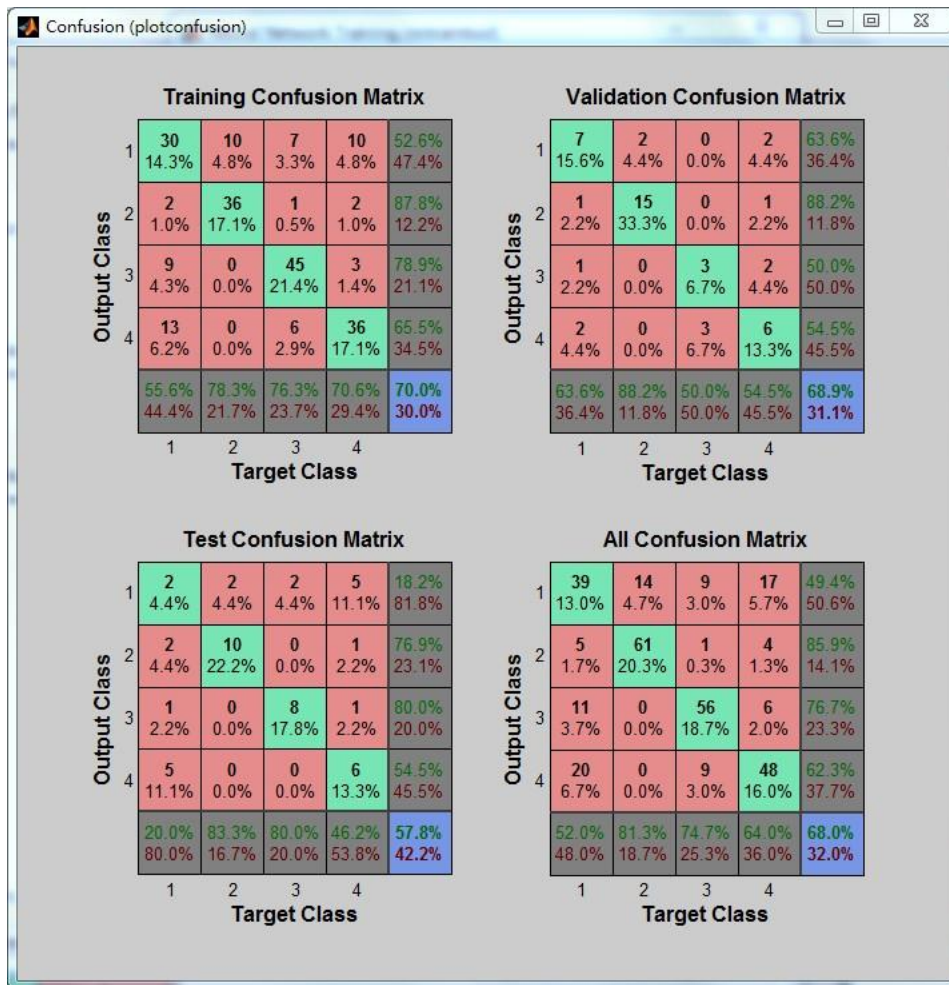 Confusion (plotconfusion)
Training Confusion Matrix
1 30 10 7 10 52.6%
14.3% 4.8% 3.3% 4.8% 47.4%
2 2 36 1 2 87.8%
1.0% 17.1% 0.5% 1.0% 12.2%
3 9 0 45 3 78.9%
4.3% 0.0% 21.4% 1.4% 21.1%
4 13 0 6 36 65.5%
6.2% 0.0% 2.9% 17.1% 34.5%
55.6% 78.3% 76.3% 70.6% 70.0%
44.4% 21.7% 23.7% 29.4% 30.0%
1 2 3 4
Target Class
Output Class
Validation Confusion Matrix
1 7 2 0 2 63.6%
15.6% 4.4% 0.0% 4.4% 36.4%
2 1 15 0 1 88.2%
2.2% 33.3% 0.0% 2.2% 11.8%
3 1 0 3 2 50.0%
2.2% 0.0% 6.7% 4.4% 50.0%
4 2 0 3 6 54.5%
4.4% 0.0% 6.7% 13.3% 45.5%
63.6% 88.2% 50.0% 54.5% 68.9%
36.4% 11.8% 50.0% 45.5% 31.1%
1 2 3 4
Target Class
Output Class
Test Confusion Matrix
1 2 2 2 5 18.2%
4.4% 4.4% 4.4% 11.1% 81.8%
2 2 10 0 1 76.9%
4.4% 22.2% 0.0% 2.2% 23.1%
3 1 0 8 1 80.0%
2.2% 0.0% 17.8% 2.2% 20.0%
4 5 0 0 6 54.5%
11.1% 0.0% 0.0% 13.3% 45.5%
20.0% 83.3% 80.0% 46.2% 57.8%
80.0% 16.7% 20.0% 53.8% 42.2%
1 2 3 4
Target Class
Output Class
All Confusion Matrix
1 39 14 9 17 49.4%
13.0% 4.7% 3.0% 5.7% 50.6%
2 5 61 1 4 85.9%
1.7% 20.3% 0.3% 1.3% 14.1%
3 11 0 56 6 76.7%
3.7% 0.0% 18.7% 2.0% 23.3%
4 20 0 9 48 62.3%
6.7% 0.0% 3.0% 16.0% 37.7%
52.0% 81.3% 74.7% 64.0% 68.0%
48.0% 18.7% 25.3% 36.0% 32.0%
1 2 3 4
Target Class
Output Class